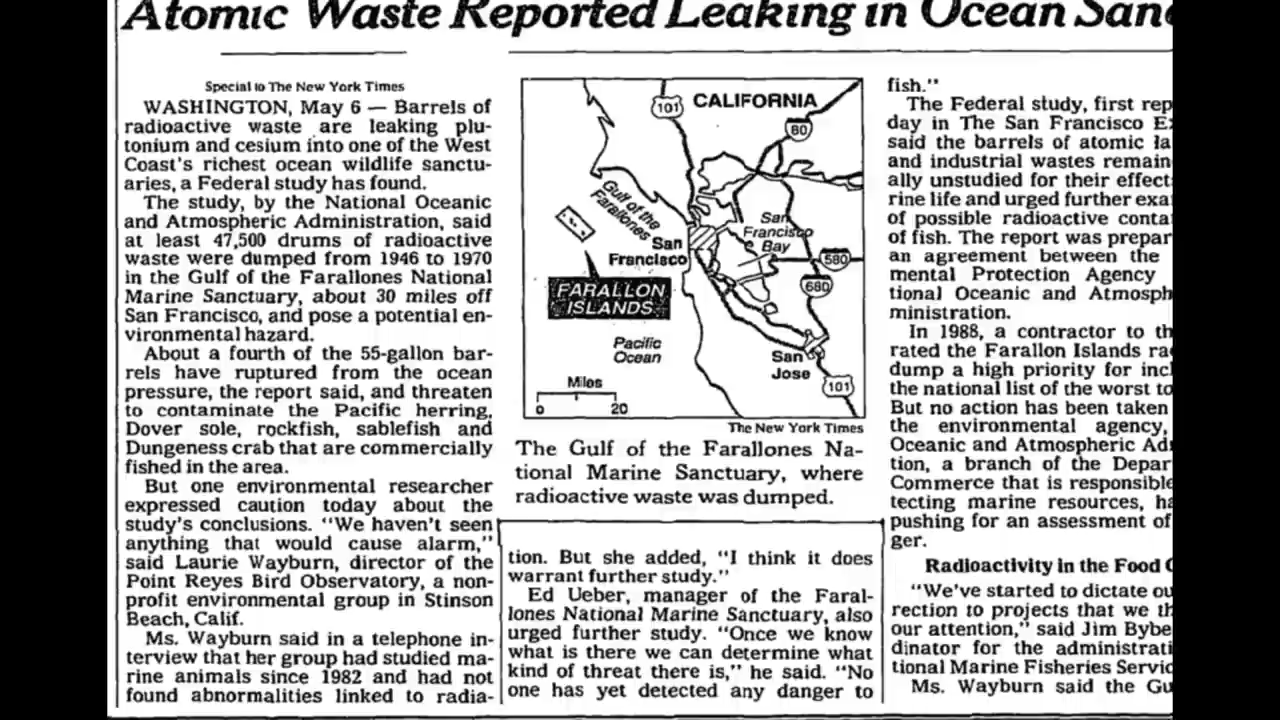 Atomic Waste Reported Leaking in Ocean
Special to The New York Times
WASHINGTON, May 6 — Barrels of
radioactive waste are leaking plu-
tonium and cesium into one of the West
Coast's richest ocean wildlife sanctu-
aries, a Federal study has found.
The study, by the National Oceanic
and Atmospheric Administration, said
at least 47,500 drums of radioactive
waste were dumped from 1946 to 1970
in the Gulf of the Farallones National
Marine Sanctuary, about 30 miles off
San Francisco, and pose a potential en-
vironmental hazard.
About a fourth of the 55-gallon bar-
rels have ruptured from the ocean
pressure, the report said, and threaten
to contaminate the Pacific herring,
Dover sole, rockfish, sablefish and
Dungeness crab that are commercially
fished in the area.
But one environmental researcher
expressed caution today about the
study's conclusions. "We haven't seen
anything that would cause alarm,"
said Laurie Wayburn, director of the
Point Reyes Bird Observatory, a non-
profit environmental group in Stinson
Beach, Calif.
Ms. Wayburn said in a telephone in-
terview that her group had studied ma-
rine animals since 1982 and had not
found abnormalities linked to radia-
101
CALIFORNIA
80
Gulf of the
Farallones
San
Francisco
San
Francisco
Bay
580
680
FARALLON
ISLANDS
Pacific
Ocean
San
Jose
101
Miles
0 20
The New York Times
The Gulf of the Farallones Na-
tional Marine Sanctuary, where
radioactive waste was dumped.
tion. But she added, "I think it does
warrant further study."
Ed Ueber, manager of the Faral-
lones National Marine Sanctuary, also
urged further study. "Once we know
what is there we can determine what
kind of threat there is," he said. "No
one has yet detected any danger to
fish."
The Federal study, first rep
day in The San Francisco
said the barrels of atomic la
and industrial wastes remain
ally unstudied for their effect
rine life and urged further exa
of possible radioactive conta
of fish. The report was prepar
an agreement between the
mental Protection Agency
tional Oceanic and Atmosph
ministration.
In 1988, a contractor to th
rated the Farallon Islands ra
dump a high priority for incl
the national list of the worst to
But no action has been taken
the environmental agency,
Oceanic and Atmospheric Ad
tion, a branch of the Depar
Commerce that is responsible
tecting marine resources, ha
pushing for an assessment of
ger.
Radioactivity in the Food
"We've started to dictate ou
rection to projects that we th
our attention," said Jim Bybe
dinator for the administrati
tional Marine Fisheries Servic
Ms. Wayburn said the Gu